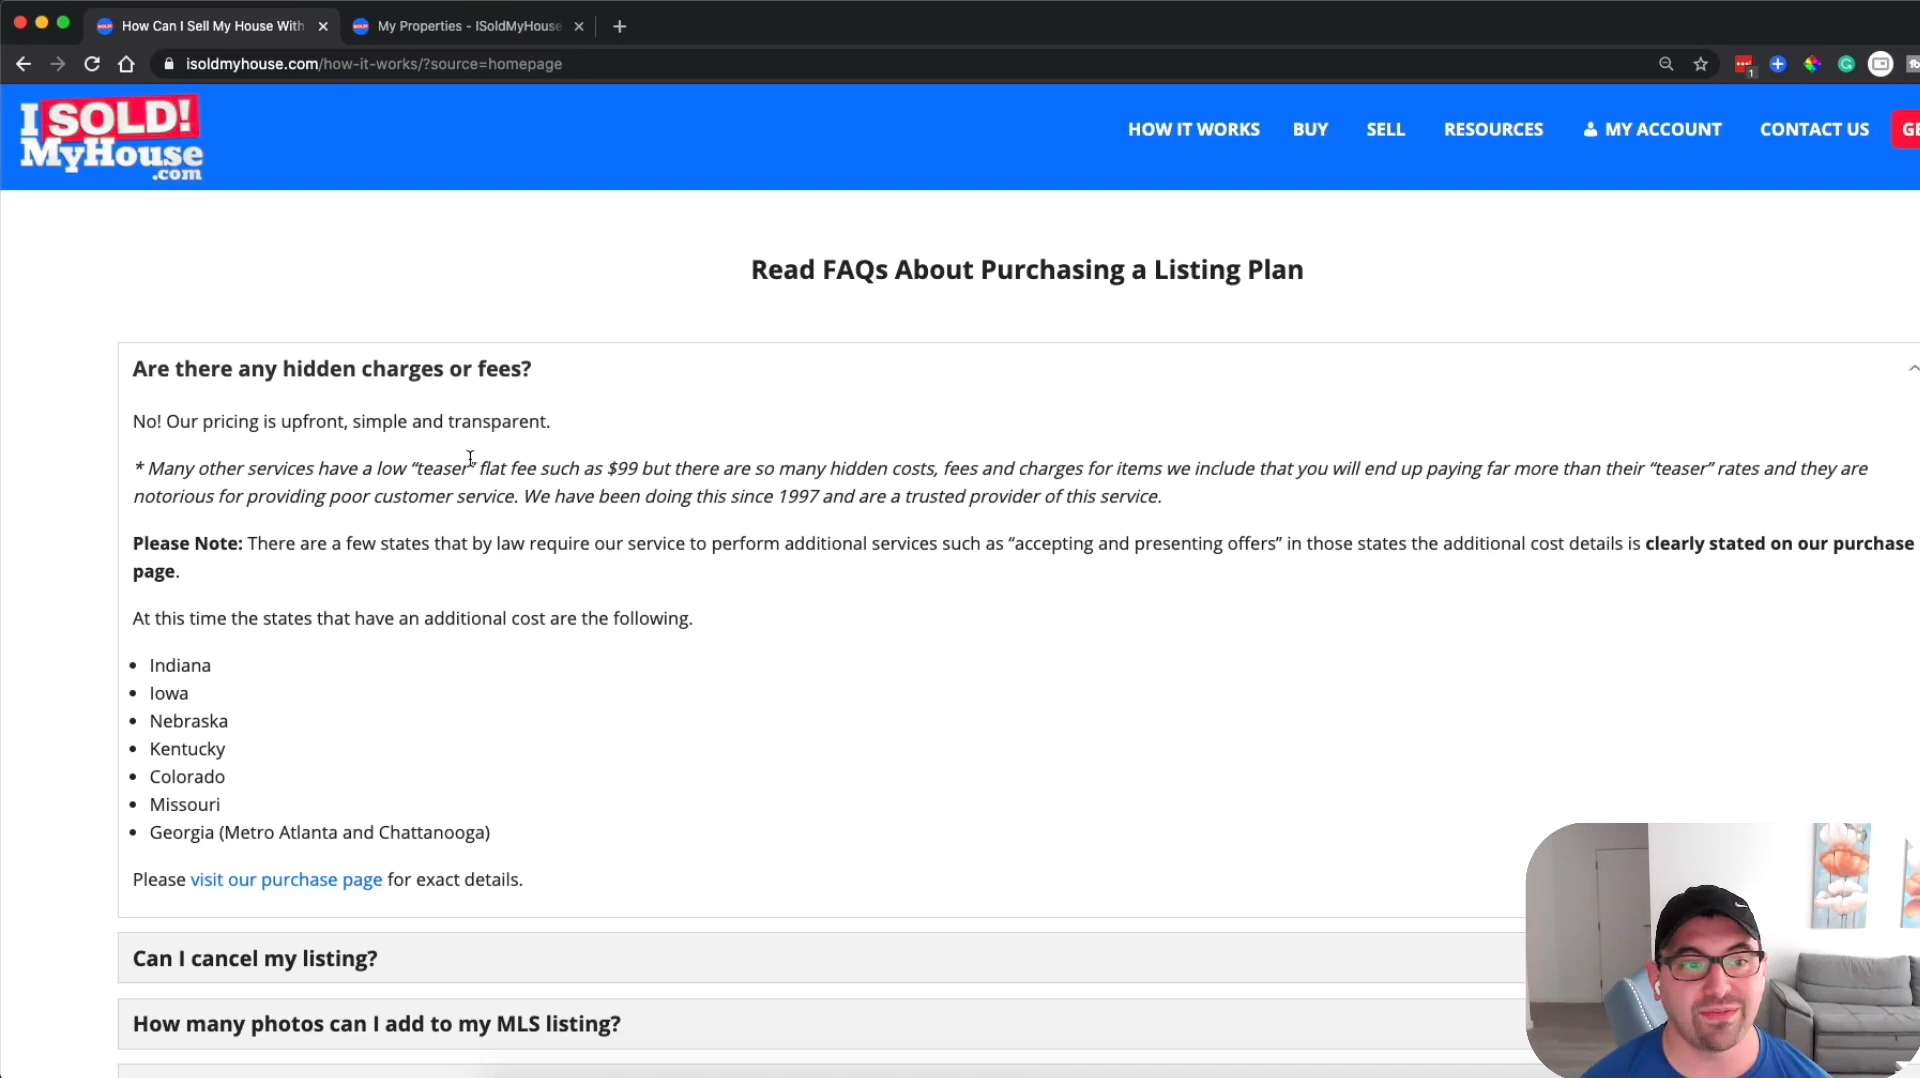 How Can I Sell My House With
My Properties - ISoldMyHouse
isoldmyhouse.com/how-it-works/?source=homepage
1
I SOLD!
MyHouse
.com
HOW IT WORKS
BUY
SELL
RESOURCES
MY ACCOUNT
CONTACT US
GE
Read FAQs About Purchasing a Listing Plan
Are there any hidden charges or fees?
No! Our pricing is upfront, simple and transparent.
* Many other services have a low “teaser” flat fee such as $99 but there are so many hidden costs, fees and charges for items we include that you will end up paying far more than their “teaser” rates and they are
notorious for providing poor customer service. We have been doing this since 1997 and are a trusted provider of this service.
Please Note: There are a few states that by law require our service to perform additional services such as “accepting and presenting offers” in those states the additional cost details is clearly stated on our purchase
page.
At this time the states that have an additional cost are the following.
• Indiana
• Iowa
• Nebraska
• Kentucky
• Colorado
• Missouri
• Georgia (Metro Atlanta and Chattanooga)
Please visit our purchase page for exact details.
Can I cancel my listing?
How many photos can I add to my MLS listing?